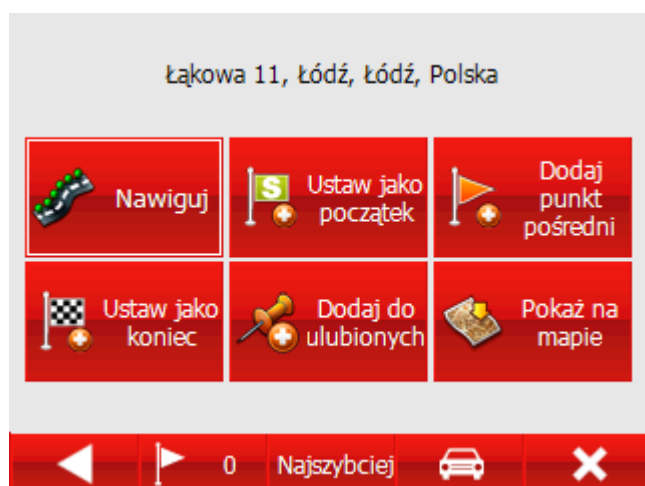 Łąkowa 11, Łódź, Łódź, Polska
Nawiguj
S
Ustaw jako
początek
Dodaj
punkt
pośredni
Ustaw jako
koniec
Dodaj do
ulubionych
Pokaż na
mapie
0
Najszybciej